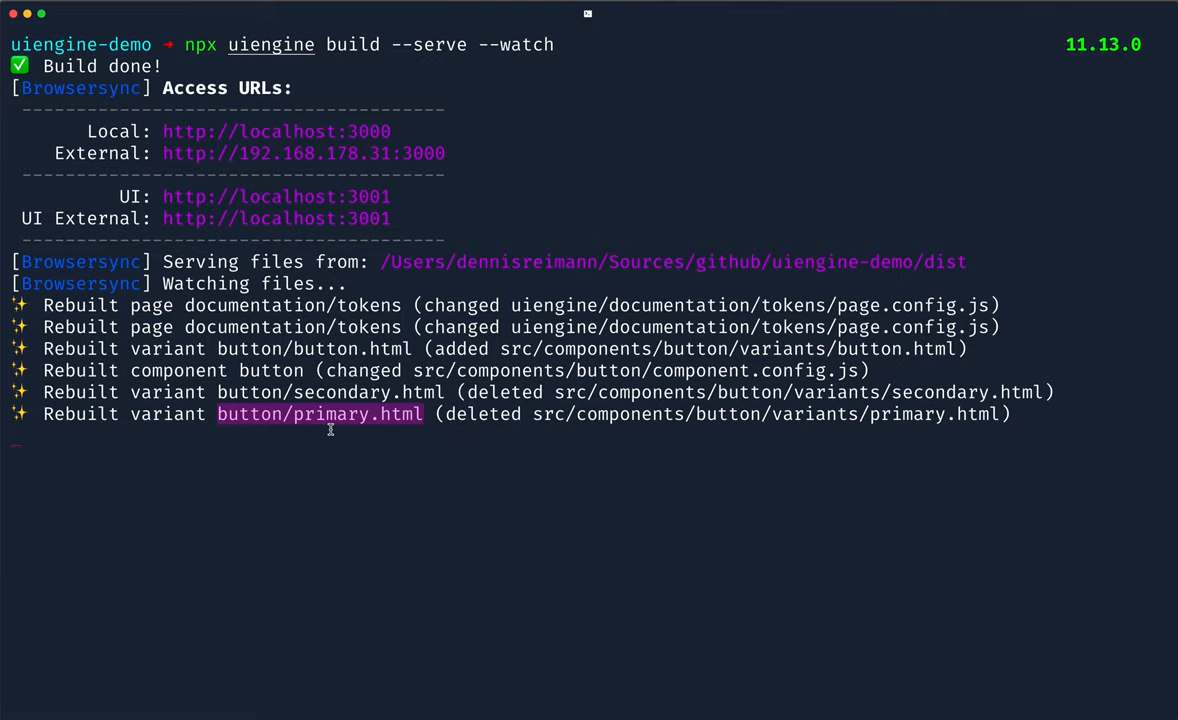 uiengine-demo → npx uiengine build --serve --watch 11.13.0
✅ Build done!
[Browsersync] Access URLs:
---------------------------------------
Local: http://localhost:3000
External: http://192.168.178.31:3000
---------------------------------------
UI: http://localhost:3001
UI External: http://localhost:3001
---------------------------------------
[Browsersync] Serving files from: /Users/dennisreimann/Sources/github/uiengine-demo/dist
[Browsersync] Watching files...
✨ Rebuilt page documentation/tokens (changed uiengine/documentation/tokens/page.config.js)
✨ Rebuilt page documentation/tokens (changed uiengine/documentation/tokens/page.config.js)
✨ Rebuilt variant button/button.html (added src/components/button/variants/button.html)
✨ Rebuilt component button (changed src/components/button/component.config.js)
✨ Rebuilt variant button/secondary.html (deleted src/components/button/variants/secondary.html)
✨ Rebuilt variant button/primary.html (deleted src/components/button/variants/primary.html)